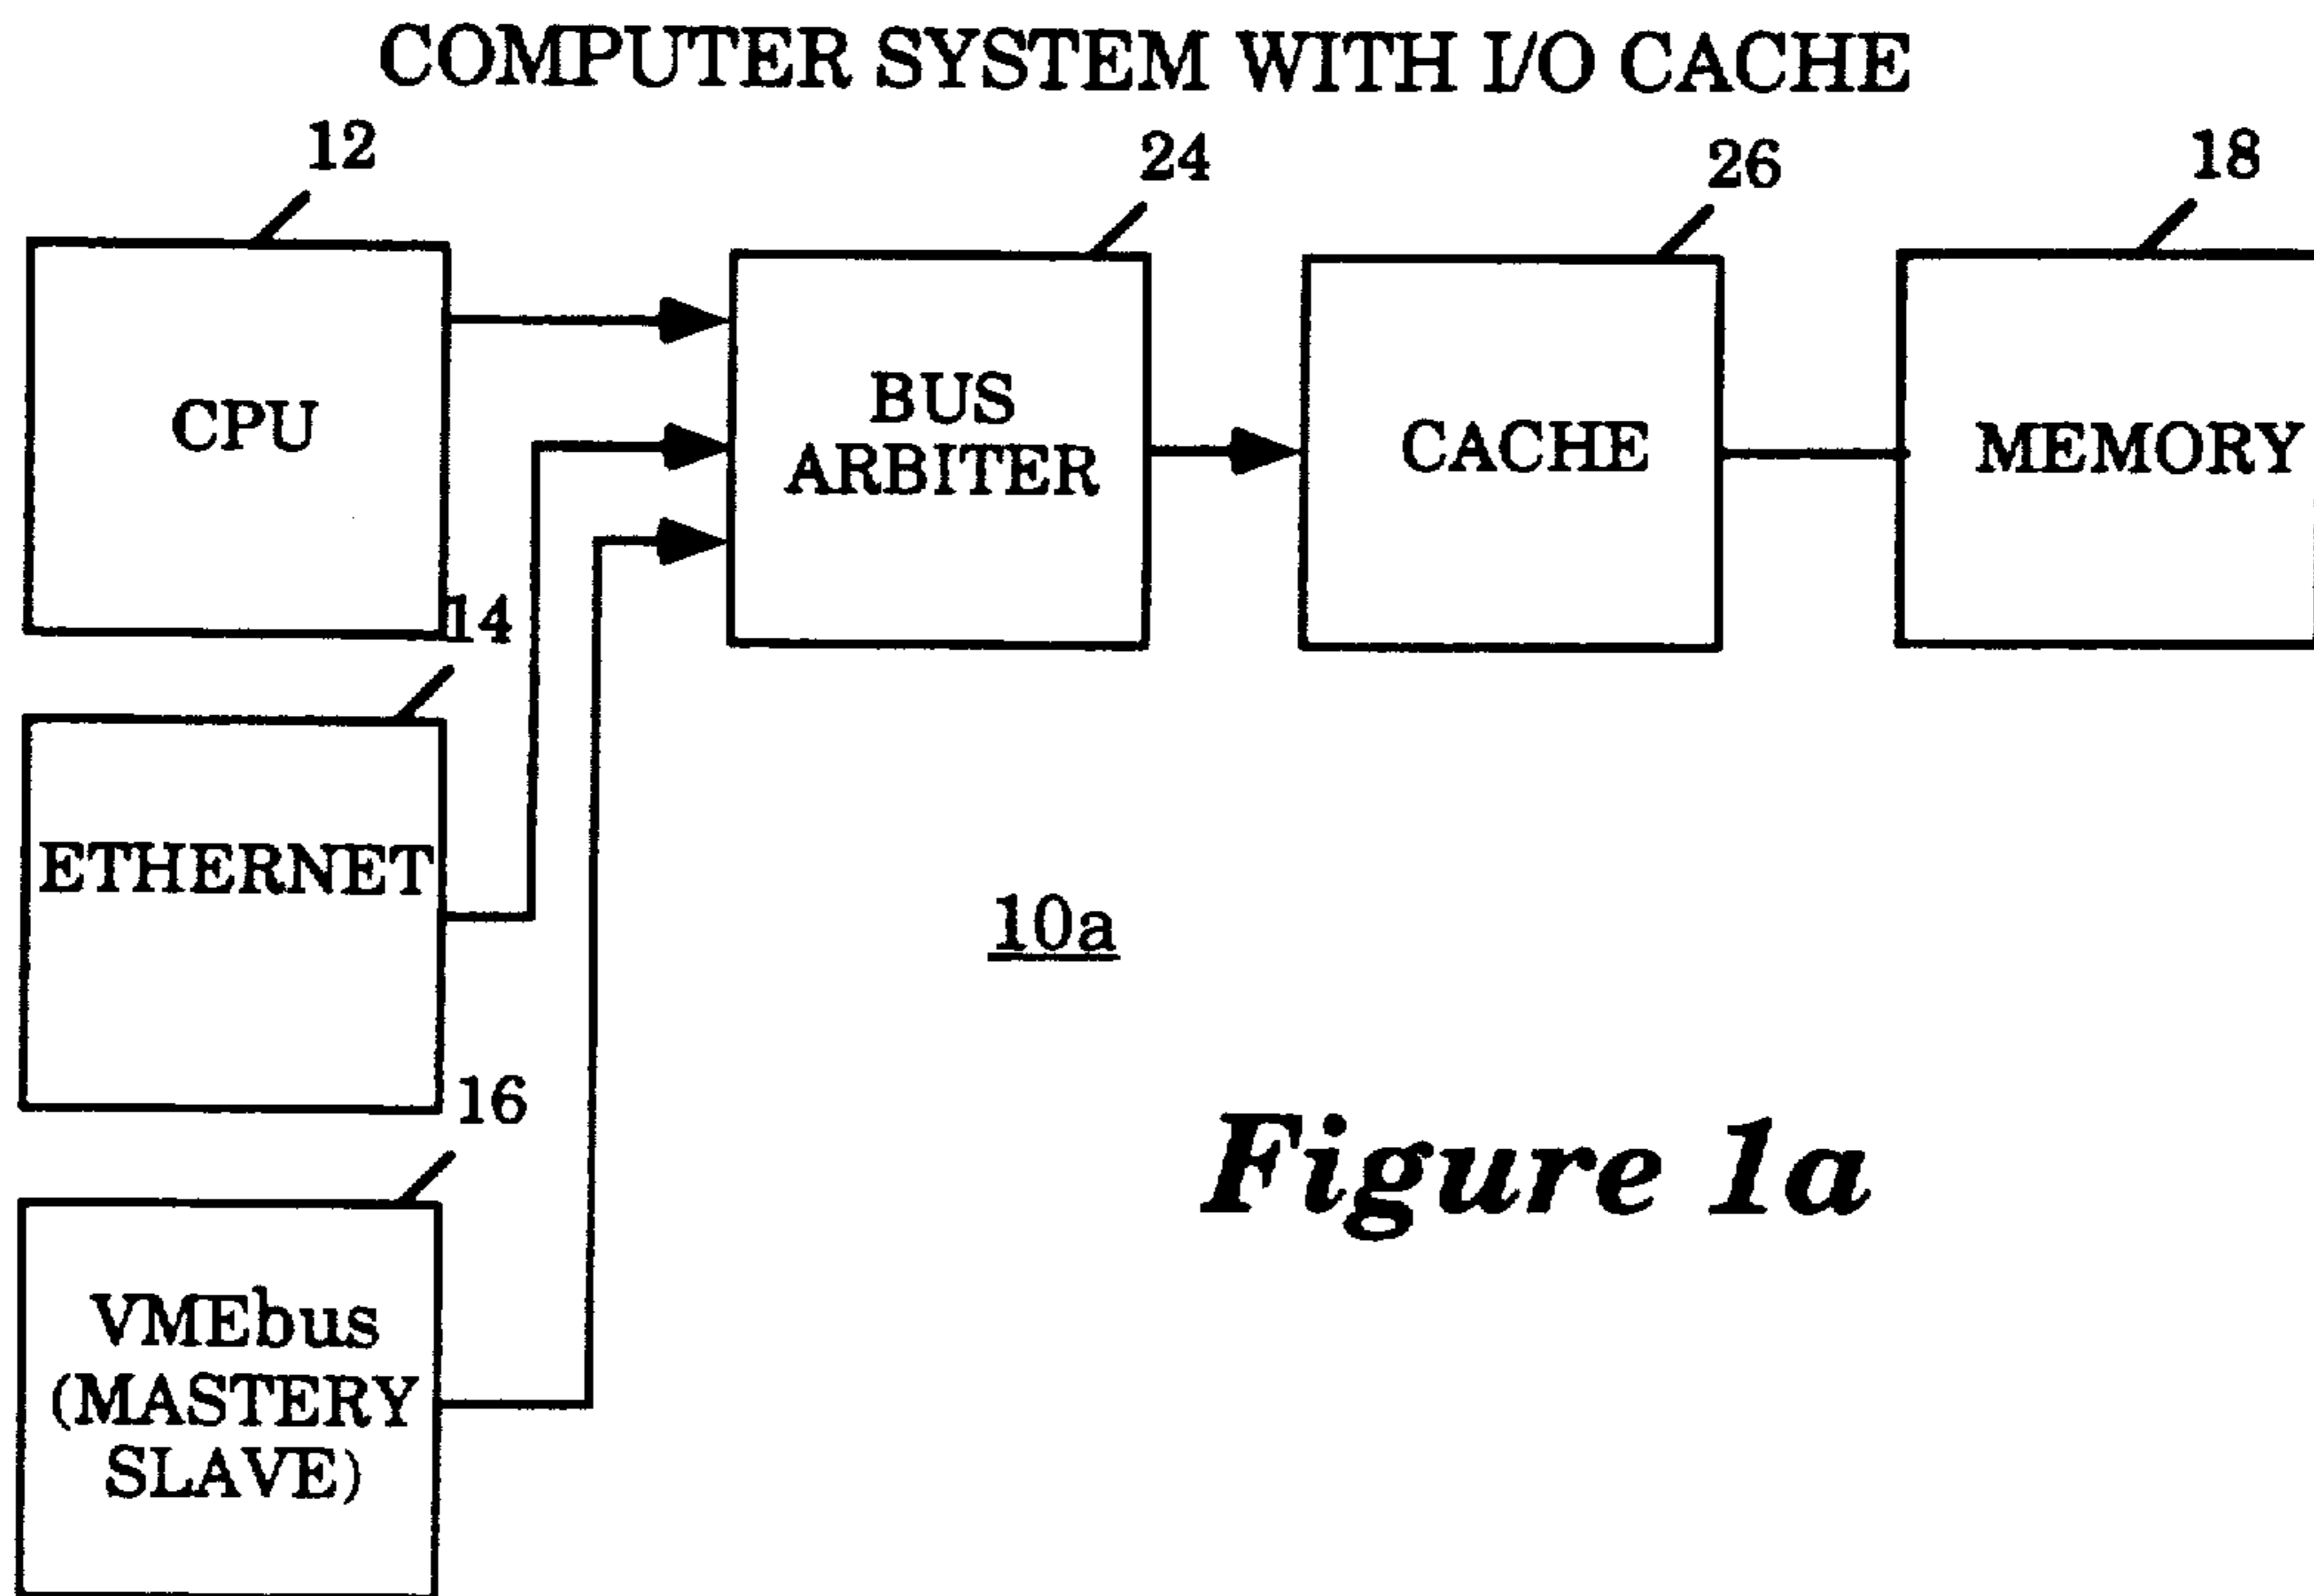 COMPUTER SYSTEM WITH I/O CACHE
12
24
26
18
CPU
BUS
ARBITER
CACHE
MEMORY
14
ETHERNET
10a
16
Figure 1a
VMEbus
(MASTERY
SLAVE)